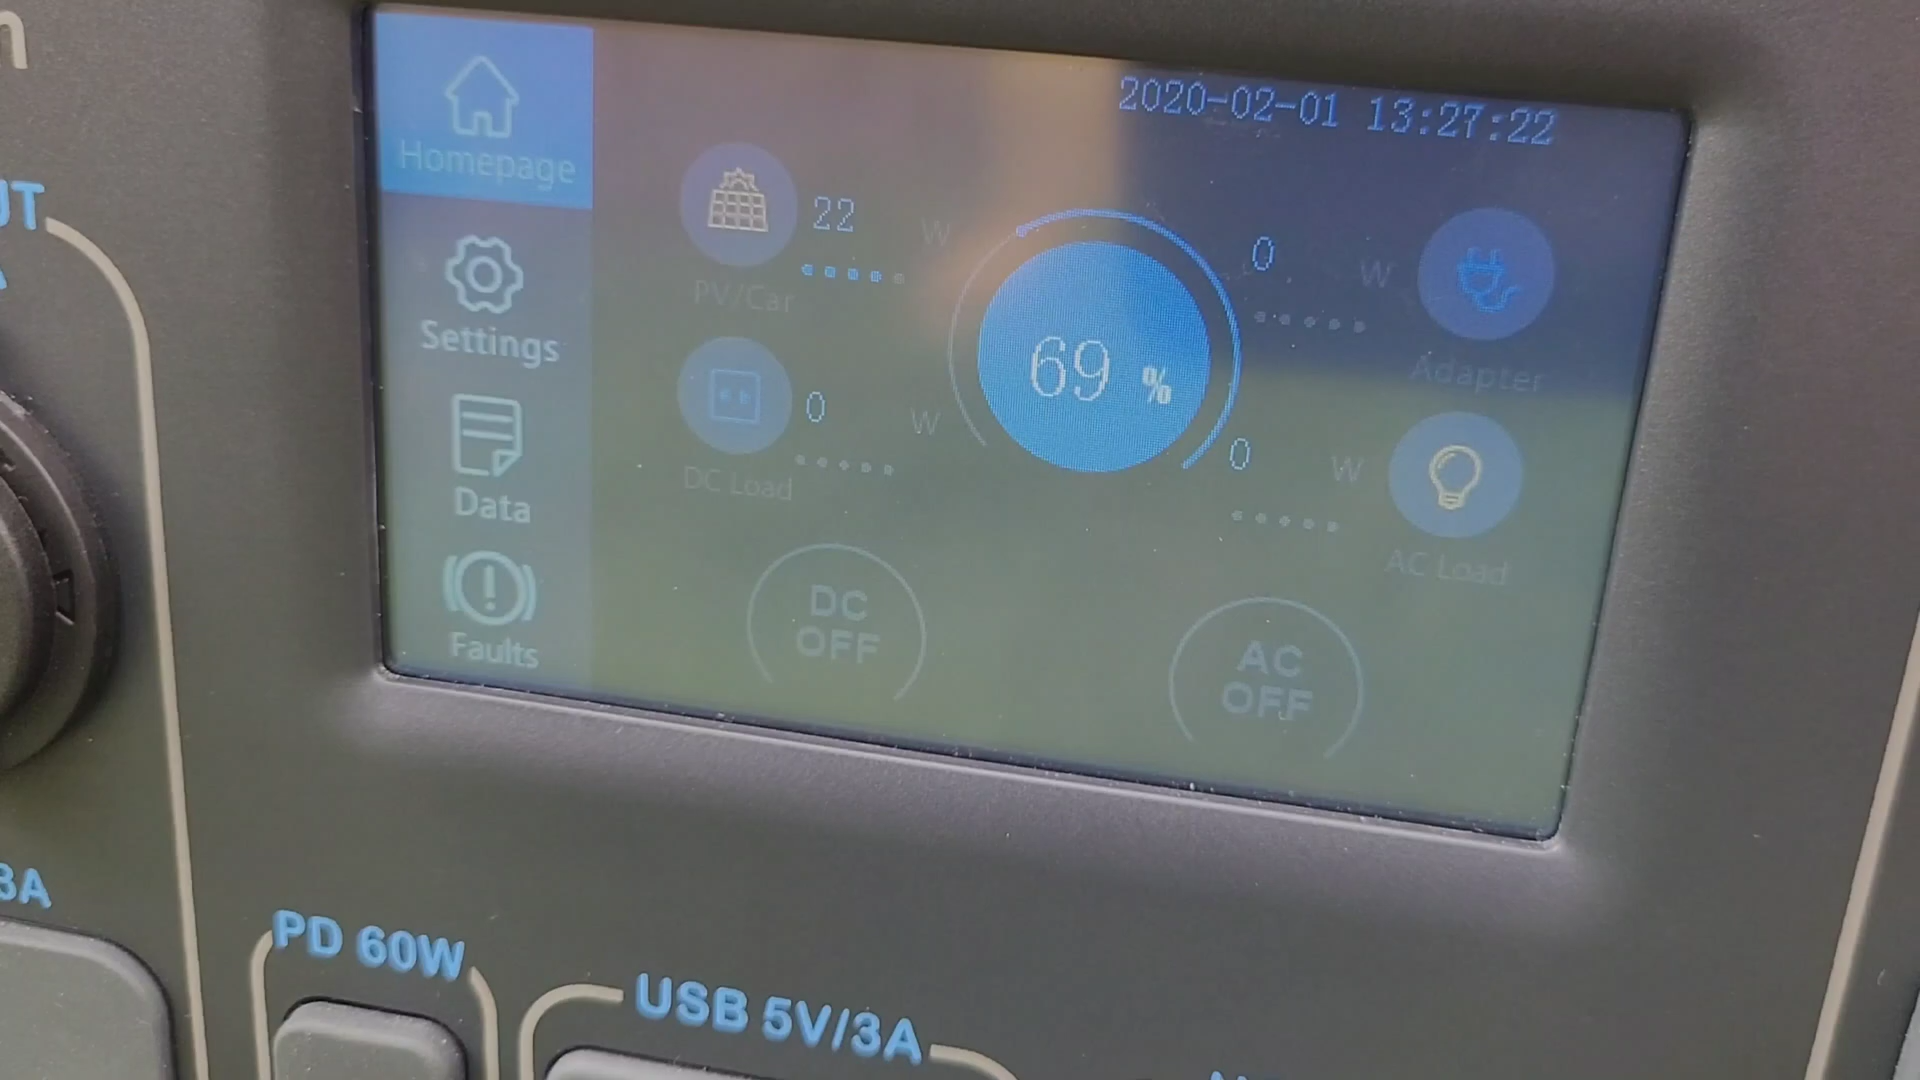 2020-02-01 13:27:22
Homepage
Settings
Data
Faults
22 W
PV/Car
0 W
DC Load
69 %
0 W
Adapter
0 W
AC Load
DC
OFF
AC
OFF
UT
3A
PD 60W
USB 5V/3A